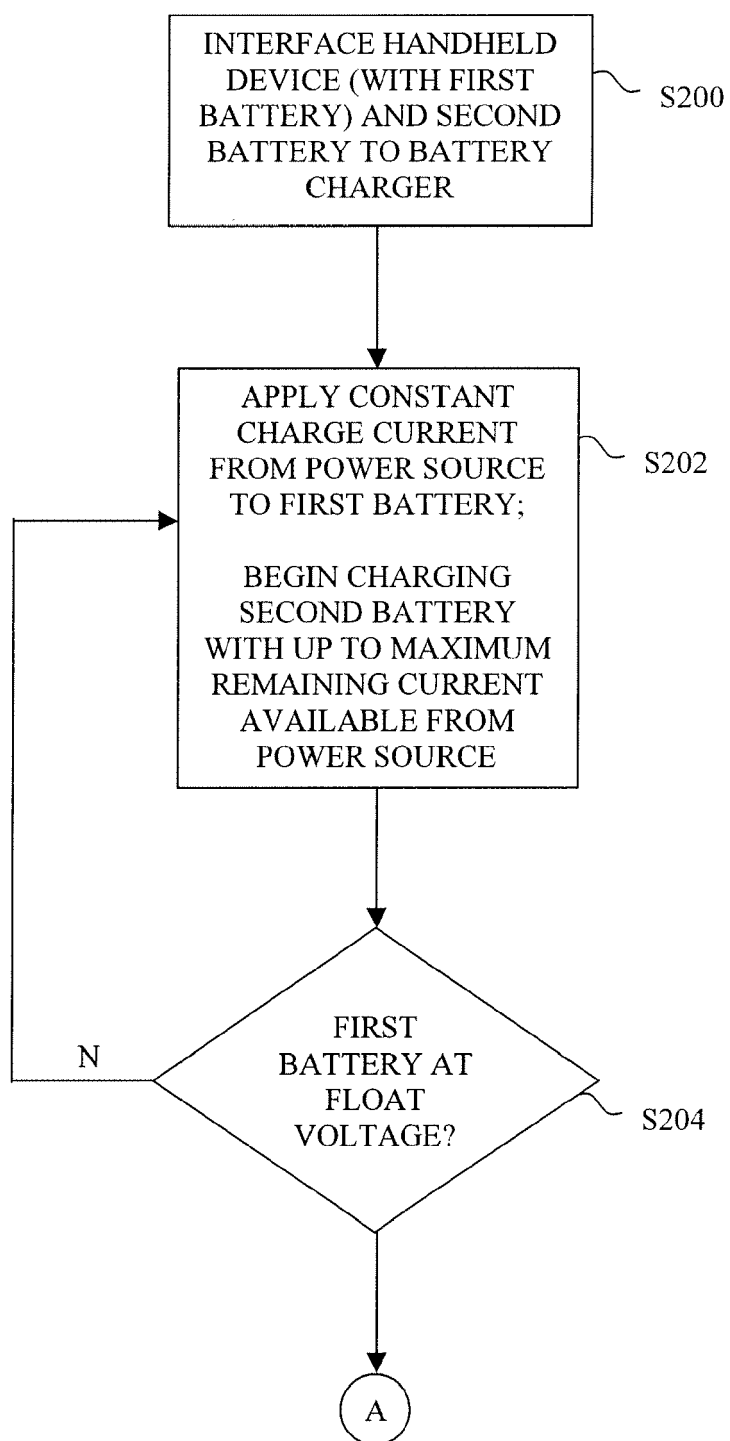 INTERFACE HANDHELD
DEVICE (WITH FIRST
BATTERY) AND SECOND
BATTERY TO BATTERY
CHARGER
S200
APPLY CONSTANT
CHARGE CURRENT
FROM POWER SOURCE
TO FIRST BATTERY;
BEGIN CHARGING
SECOND BATTERY
WITH UP TO MAXIMUM
REMAINING CURRENT
AVAILABLE FROM
POWER SOURCE
S202
FIRST
BATTERY AT
FLOAT
VOLTAGE?
N
S204
A